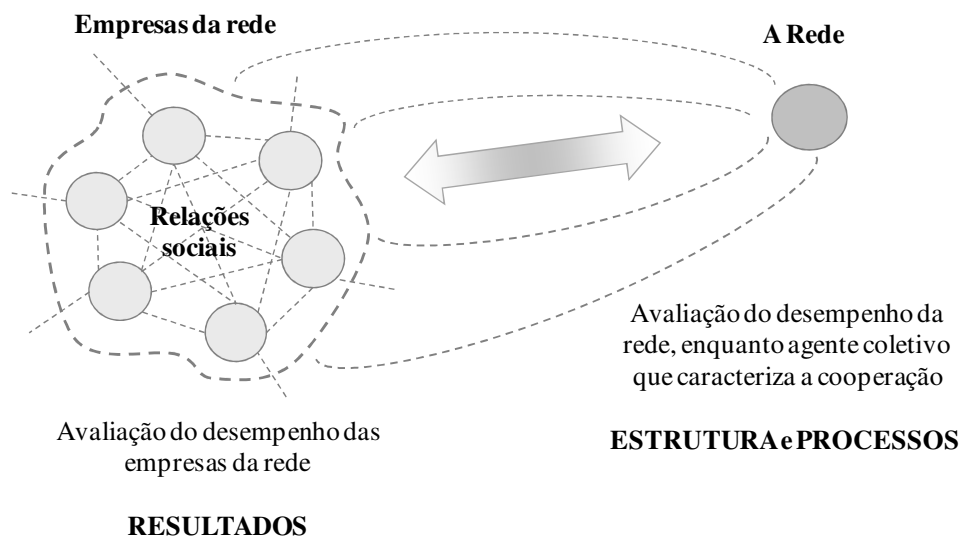 Empresas da rede
A Rede
Relações
sociais
Avaliação do desempenho da
rede, enquanto agente coletivo
que caracteriza a cooperação
ESTRUTURA e PROCESSOS
Avaliação do desempenho das
empresas da rede
RESULTADOS